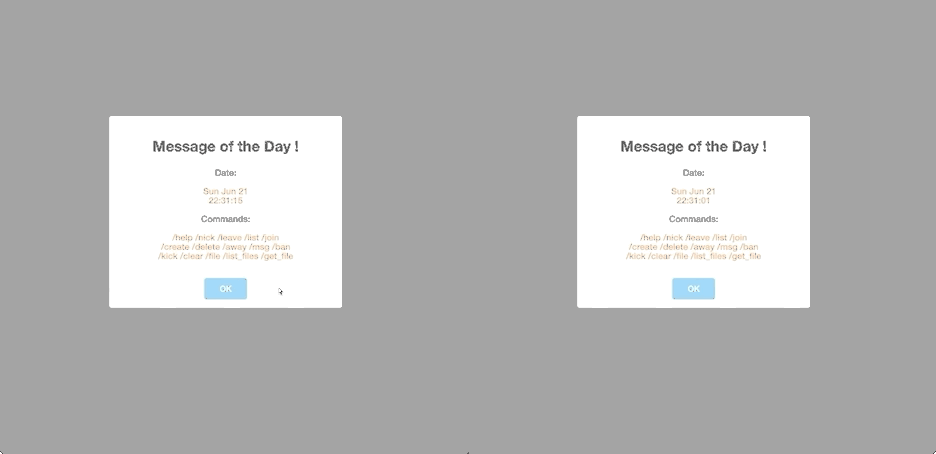 Message of the Day !
Date:
Sun Jun 21
22:31:15
Commands:
/help /nick /leave /list /join
/create /delete /away /msg /ban
/kick /clear /file /list_files /get_file
OK
Message of the Day !
Date:
Sun Jun 21
22:31:01
Commands:
/help /nick /leave /list /join
/create /delete /away /msg /ban
/kick /clear /file /list_files /get_file
OK